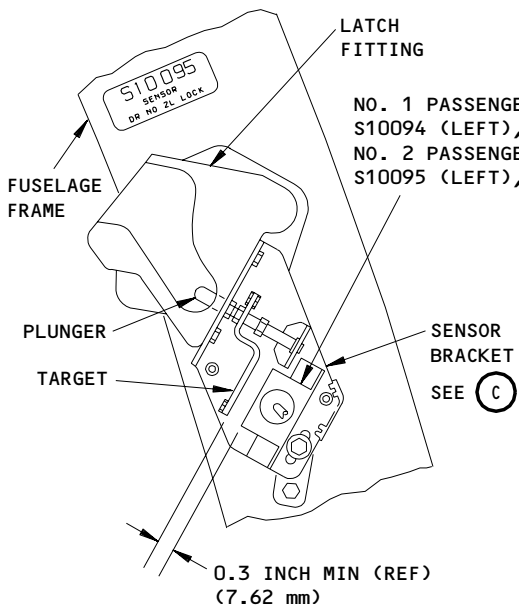 LATCH
FITTING
S10095
SENSOR
DR NO 2L LOCK
NO. 1 PASSENGE
S10094 (LEFT),
NO. 2 PASSENGE
S10095 (LEFT),
FUSELAGE
FRAME
PLUNGER
TARGET
SENSOR
BRACKET
SEE C
0.3 INCH MIN (REF)
(7.62 mm)